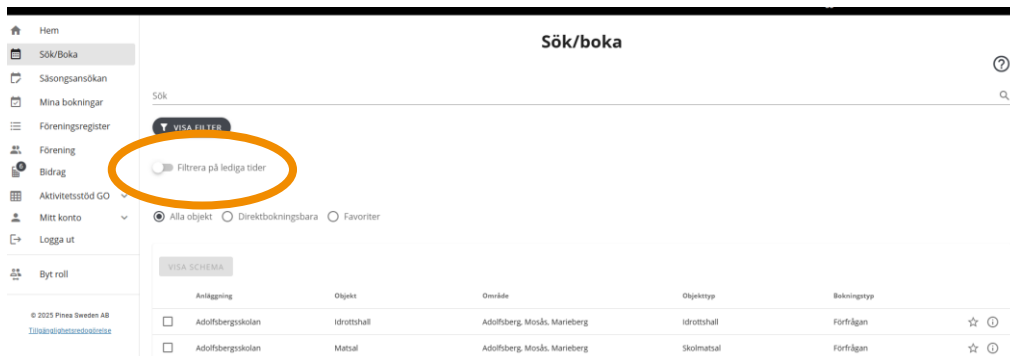 Hem
Sök/Boka
Säsongsansökan
Mina bokningar
Föreningsregister
Förening
Bidrag
Aktivitetsstöd GO
Mitt konto
Logga ut
Byt roll
© 2025 Pinea Sweden AB
Tillgänglighetsredogörelse
Sök/boka
Sök
VISA FILTER
Filtrera på lediga tider
Alla objekt Direktbokningsbara Favoriter
VISA SCHEMA
Anläggning Objekt Område Objekttyp Bokningstyp
Adolfsbergsskolan Idrottshall Adolfsberg, Mosås, Marieberg Idrottshall Förfrågan
Adolfsbergsskolan Matsal Adolfsberg, Mosås, Marieberg Skolmatsal Förfrågan